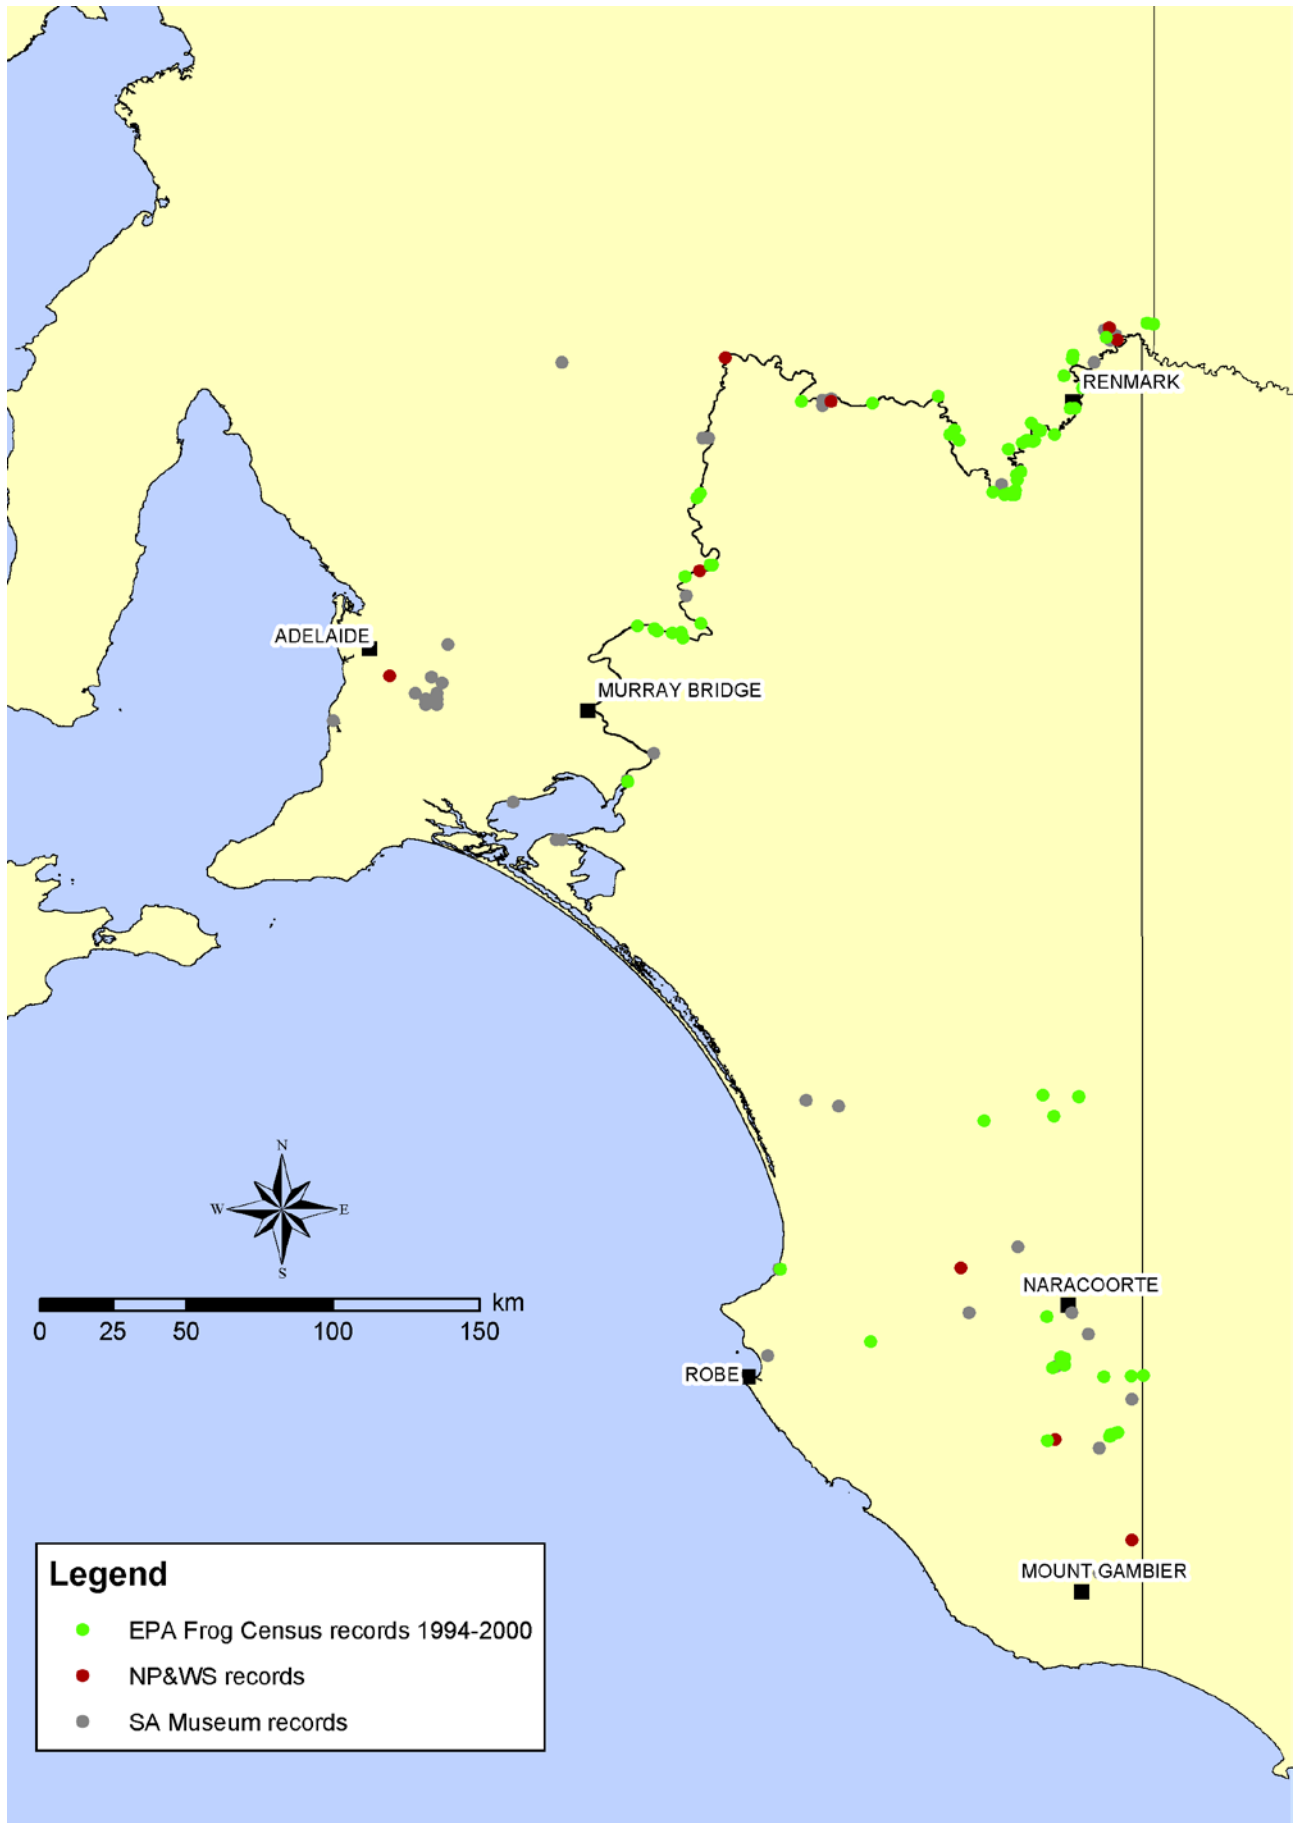 RENMARK
ADELAIDE
MURRAY BRIDGE
N
W E
S
km
0 25 50 100 150
NARACOORTE
ROBE
MOUNT GAMBIER
Legend
EPA Frog Census records 1994-2000
NP&WS records
SA Museum records